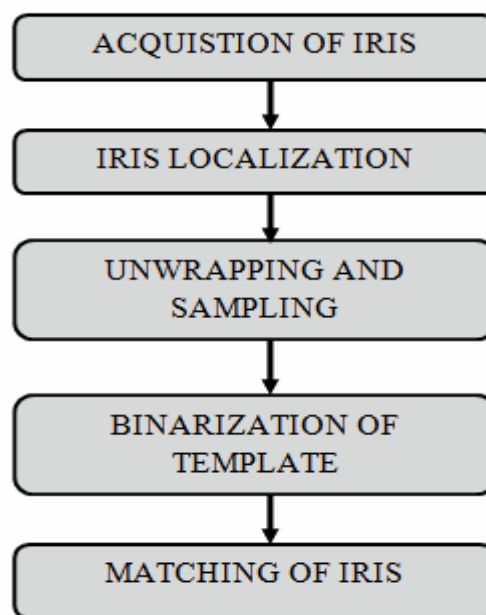 ACQUISTION OF IRIS
IRIS LOCALIZATION
UNWRAPPING AND
SAMPLING
BINARIZATION OF
TEMPLATE
MATCHING OF IRIS